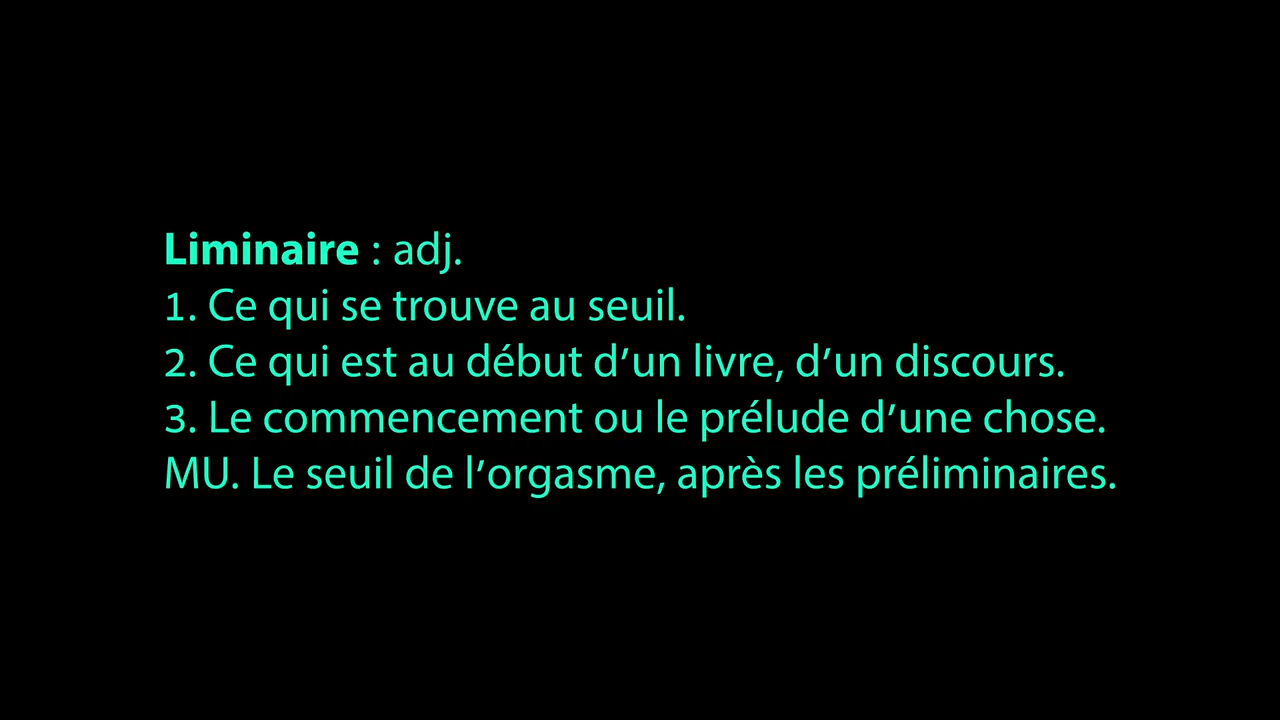 Liminaire : adj.
1. Ce qui se trouve au seuil.
2. Ce qui est au début d’un livre, d’un discours.
3. Le commencement ou le prélude d’une chose.
MU. Le seuil de l’orgasme, après les préliminaires.